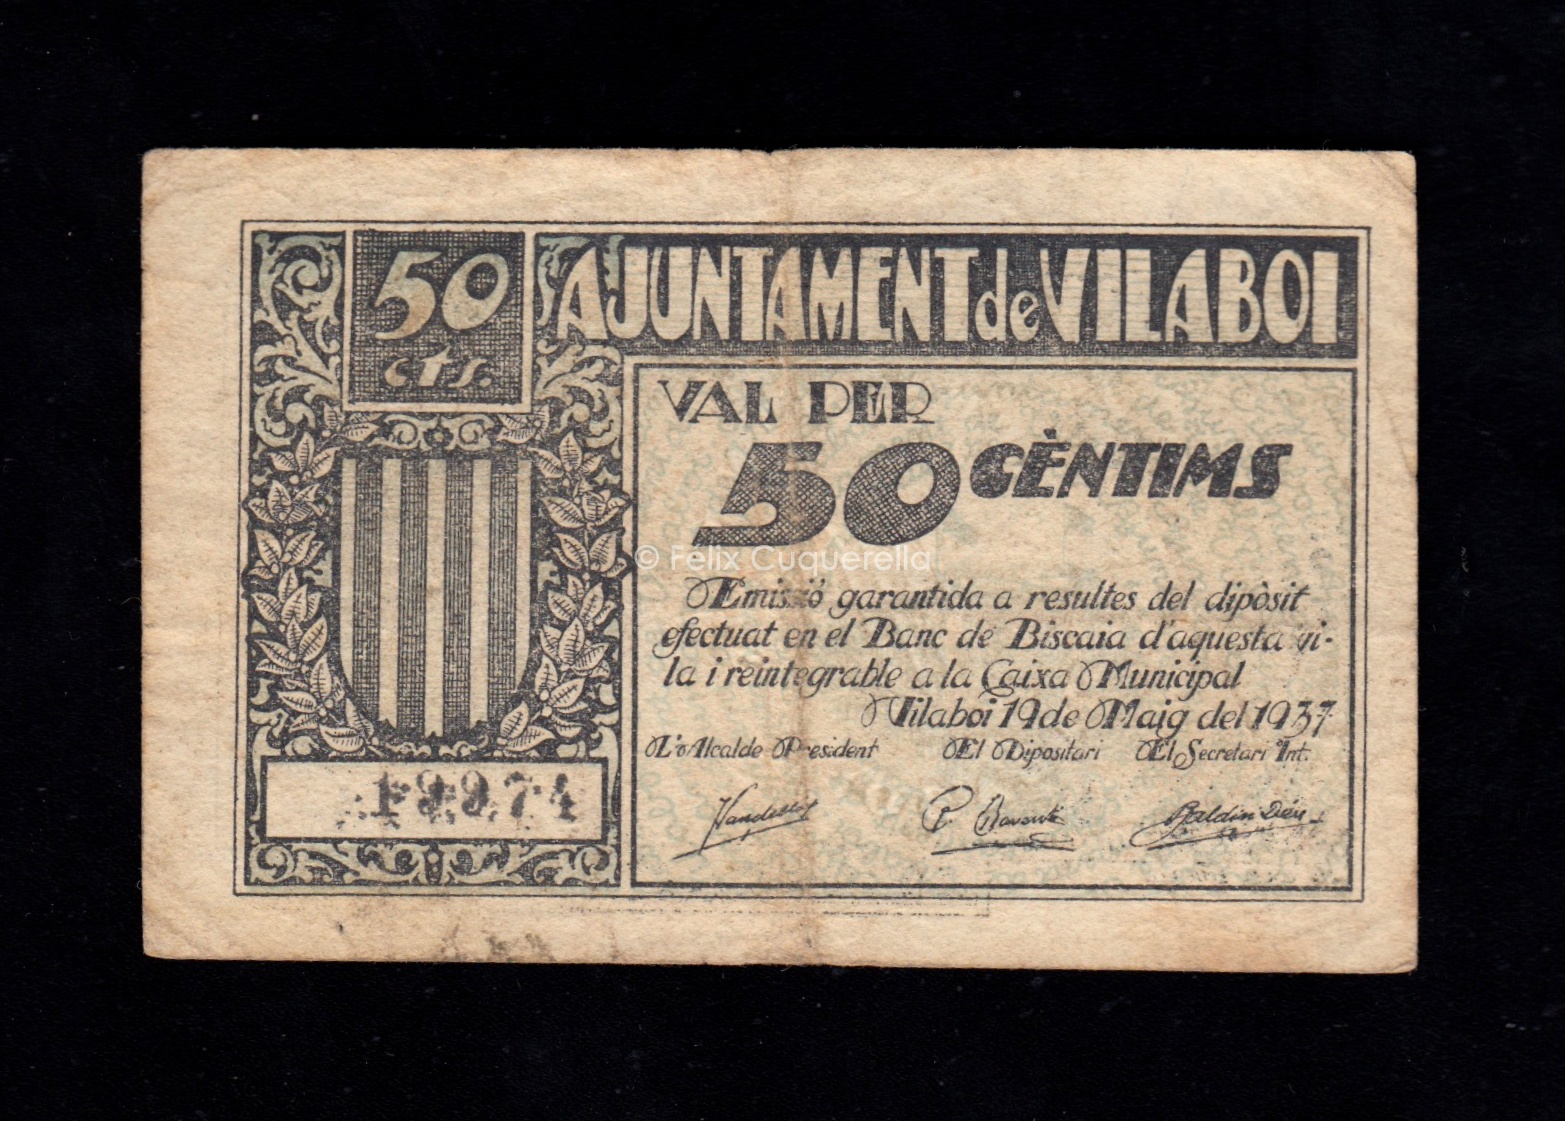 50
cts.
AJUNTAMENT de VILABOI
VAL PER
50 CÈNTIMS
© Fèlix Cuquerella
Emissió garantida a resultes del dipòsit
efectuat en el Banc de Biscaia d'aquesta vi-
la i reintegrable a la Caixa Municipal
Vilaboi 19 de Maig del 1937
L'Alcalde President El Dipositari El Secretari Int.